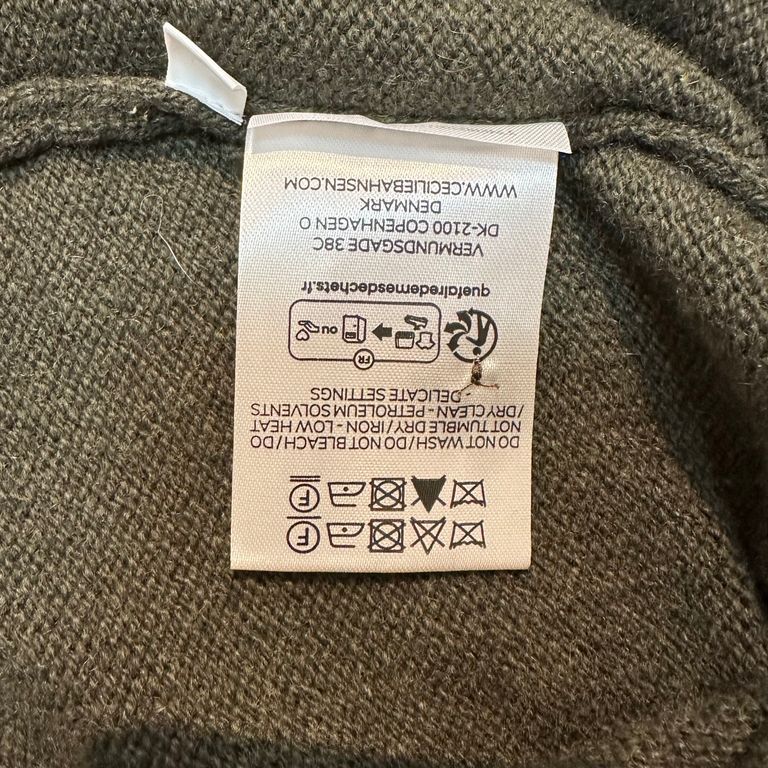 F F
DO NOT WASH / DO NOT BLEACH / DO
NOT TUMBLE DRY / IRON - LOW HEAT
/ DRY CLEAN - PETROLEUM SOLVENTS
- DELICATE SETTINGS
FR
ou
quefairedemesdechets.fr
VERMUNDSGADE 38C
DK-2100 COPENHAGEN O
DENMARK
WWW.CECILIEBAHNSEN.COM